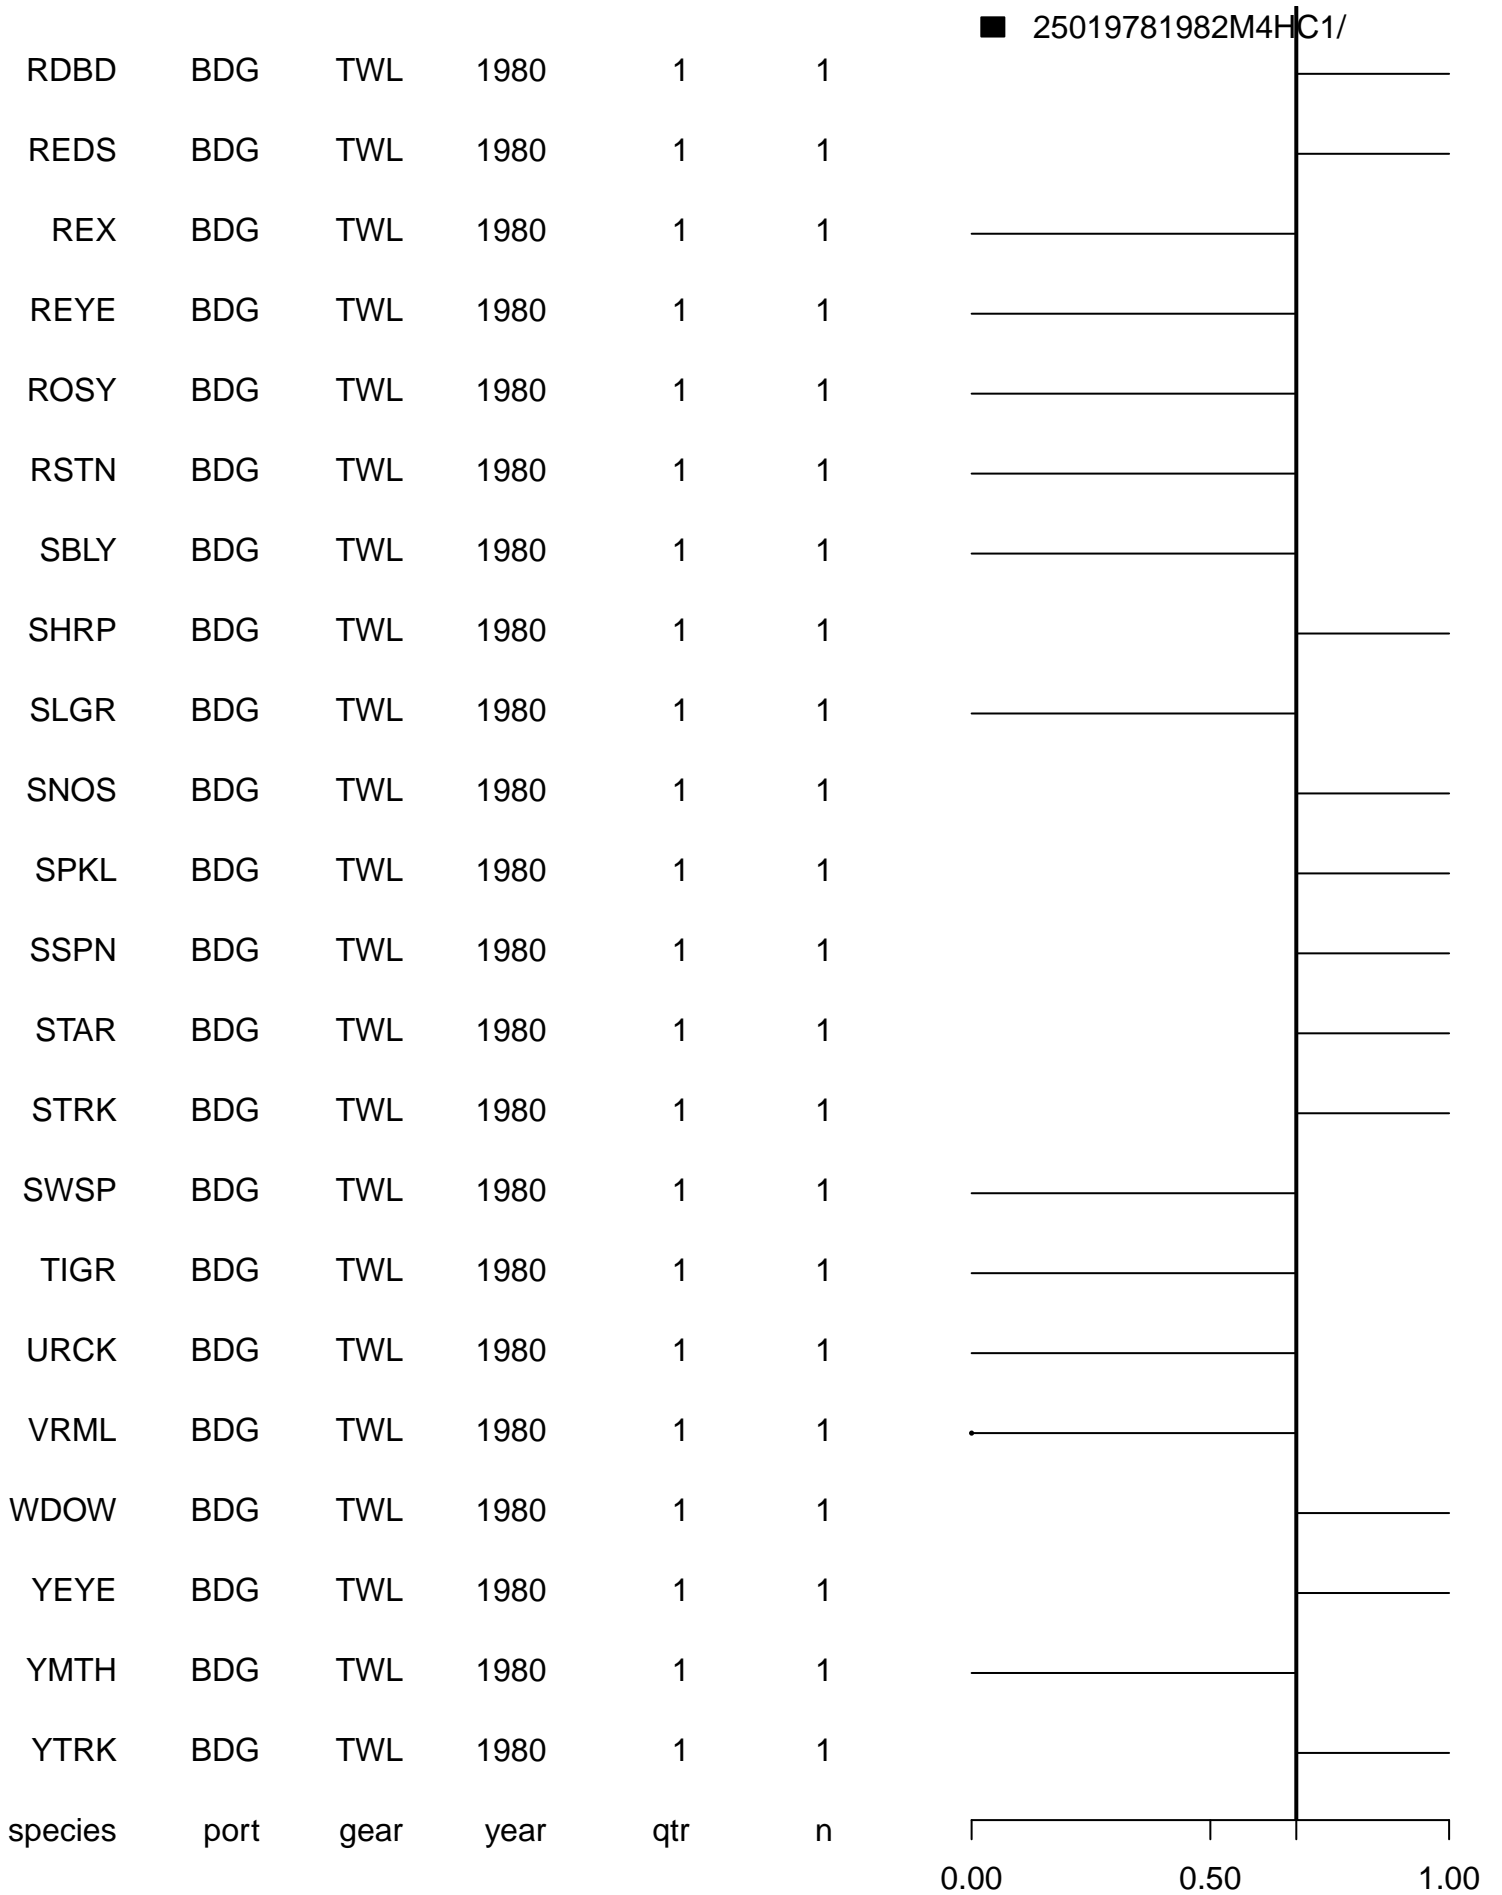 25019781982M4HC1/
RDBD BDG TWL 1980 1 1
REDS BDG TWL 1980 1 1
REX BDG TWL 1980 1 1
REYE BDG TWL 1980 1 1
ROSY BDG TWL 1980 1 1
RSTN BDG TWL 1980 1 1
SBLY BDG TWL 1980 1 1
SHRP BDG TWL 1980 1 1
SLGR BDG TWL 1980 1 1
SNOS BDG TWL 1980 1 1
SPKL BDG TWL 1980 1 1
SSPN BDG TWL 1980 1 1
STAR BDG TWL 1980 1 1
STRK BDG TWL 1980 1 1
SWSP BDG TWL 1980 1 1
TIGR BDG TWL 1980 1 1
URCK BDG TWL 1980 1 1
VRML BDG TWL 1980 1 1
WDOW BDG TWL 1980 1 1
YEYE BDG TWL 1980 1 1
YMTH BDG TWL 1980 1 1
YTRK BDG TWL 1980 1 1
species port gear year qtr n
0.00 0.50 1.00